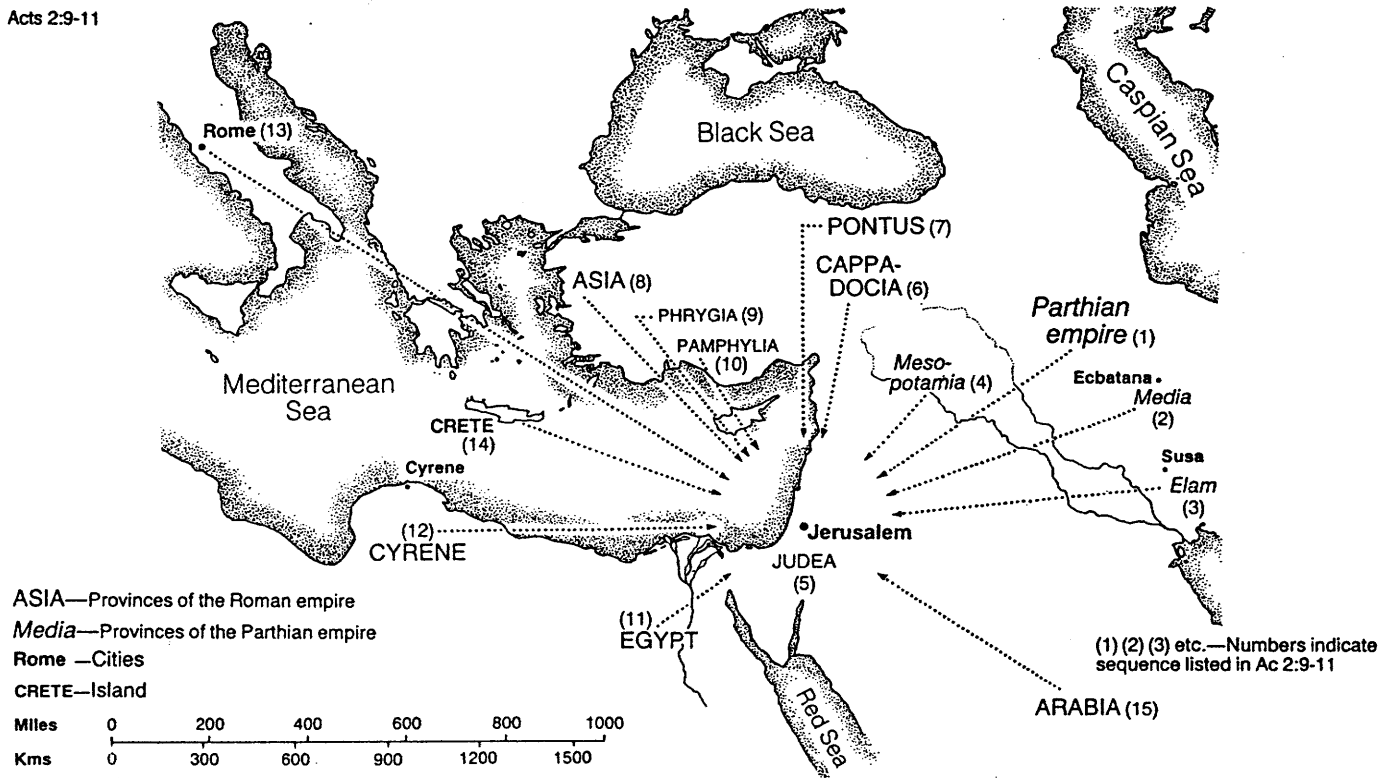 Acts 2:9-11
Rome (13)
Black Sea
Caspian Sea
PONTUS (7)
CAPPA-
DOCIA (6)
ASIA (8)
PHRYGIA (9)
PAMPHYLIA
(10)
Parthian
empire (1)
Meso-
potamia (4)
Ecbatana
Media
(2)
Mediterranean
Sea
CRETE
(14)
Cyrene
Susa
Elam
(3)
(12)
CYRENE
Jerusalem
JUDEA
(5)
(11)
EGYPT
Red Sea
ARABIA (15)
ASIA—Provinces of the Roman empire
Media—Provinces of the Parthian empire
Rome —Cities
CRETE—Island
(1) (2) (3) etc.—Numbers indicate
sequence listed in Ac 2:9-11
Miles 0 200 400 600 800 1000
Kms 0 300 600 900 1200 1500